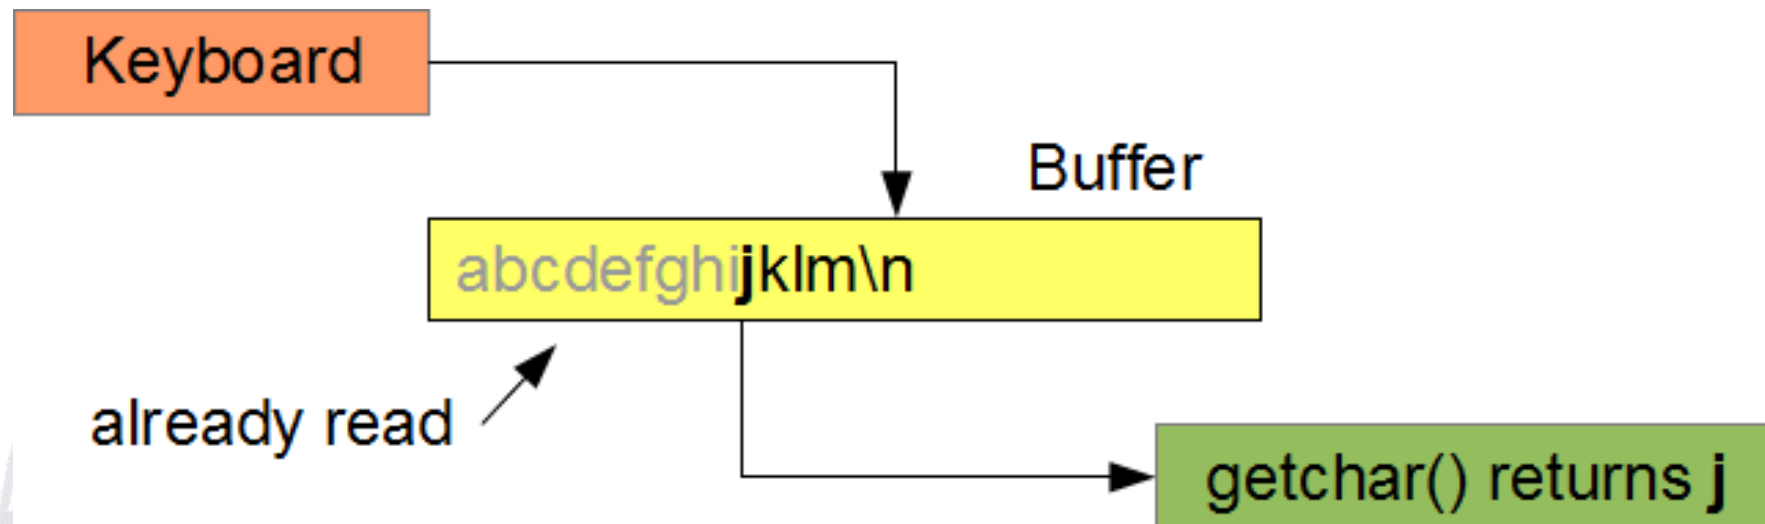 Keyboard
Buffer
abcdefghijklm\n
already read
getchar() returns j